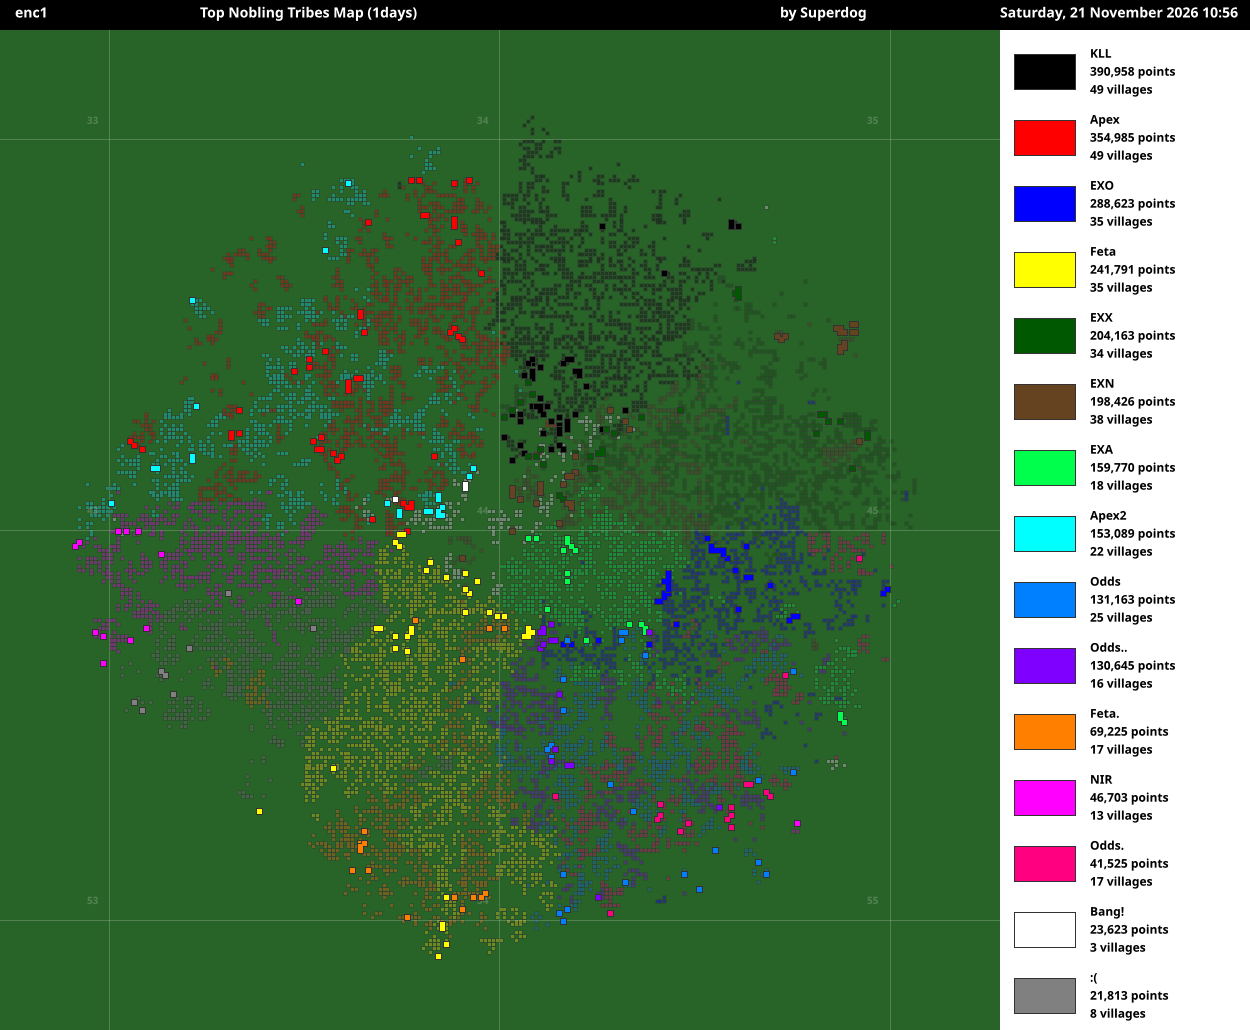 enc1 Top Nobling Tribes Map (1days) by Superdog Saturday, 21 November 2026 10:56
KLL
390,958 points
49 villages
Apex
354,985 points
49 villages
EXO
288,623 points
35 villages
Feta
241,791 points
35 villages
EXX
204,163 points
34 villages
EXN
198,426 points
38 villages
EXA
159,770 points
18 villages
Apex2
153,089 points
22 villages
Odds
131,163 points
25 villages
Odds..
130,645 points
16 villages
Feta.
69,225 points
17 villages
NIR
46,703 points
13 villages
Odds.
41,525 points
17 villages
Bang!
23,623 points
3 villages
:(
21,813 points
8 villages
33 34 35
44 45
53 55